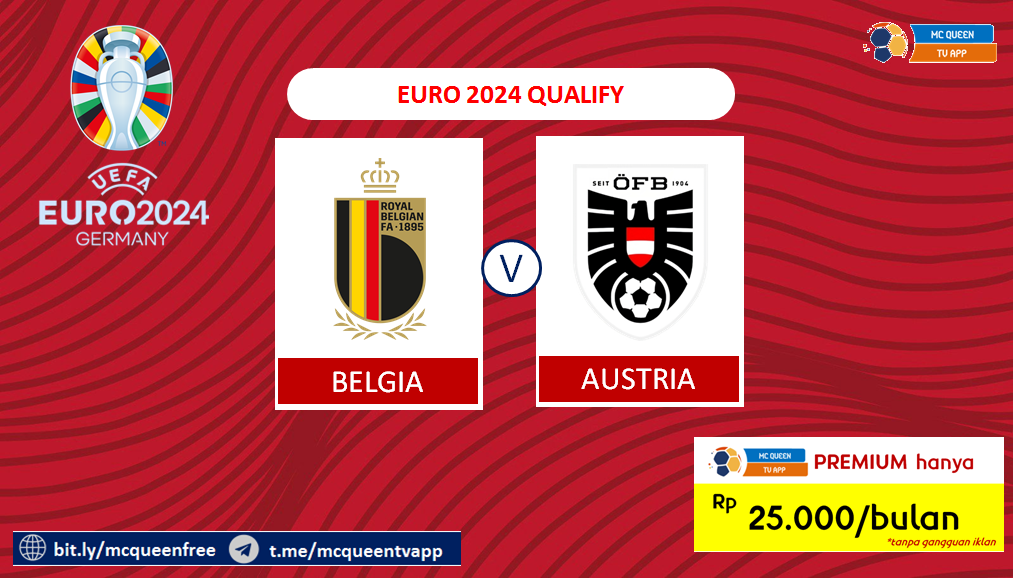 MC QUEEN
TV APP
EURO 2024 QUALIFY
UEFA
EURO2024
GERMANY
ROYAL
BELGIAN
FA·1895
V
SEIT ÖFB 1904
BELGIA
AUSTRIA
MC QUEEN
TV APP
PREMIUM hanya
Rp 25.000/bulan
*tanpa gangguan iklan
bit.ly/mcqueenfree
t.me/mcqueentvapp